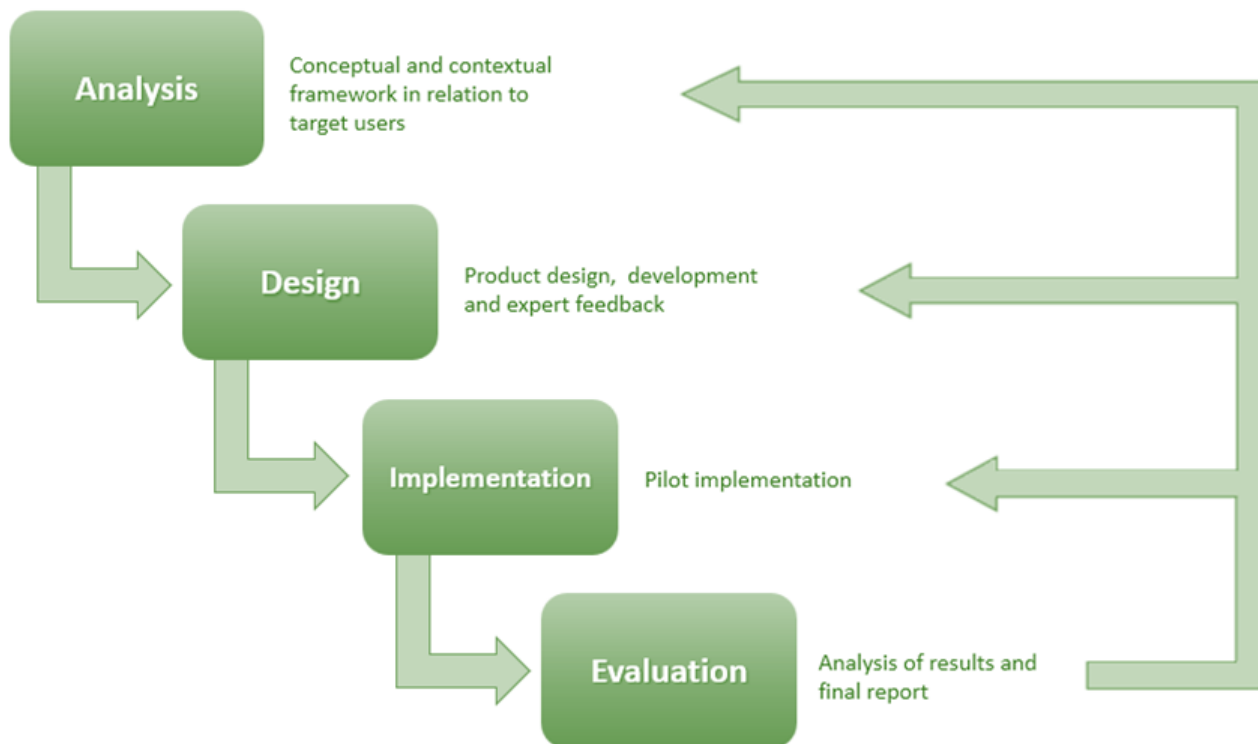 Analysis
Conceptual and contextual
framework in relation to
target users
Design
Product design,  development
and expert feedback
Implementation
Pilot implementation
Evaluation
Analysis of results and
final report